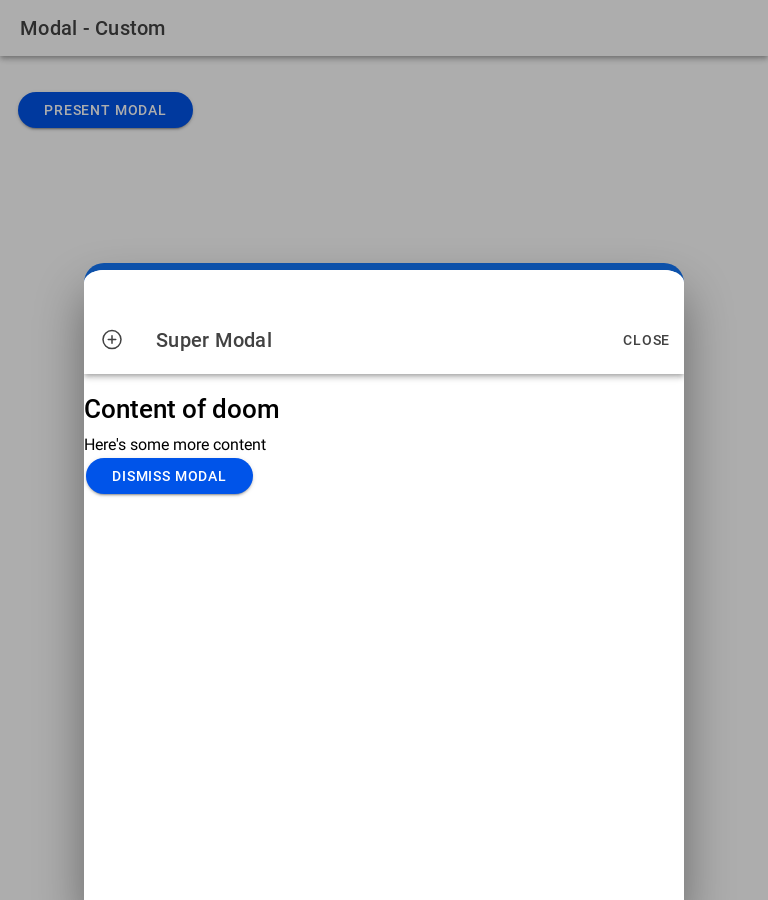 Modal - Custom
PRESENT MODAL
Super Modal
CLOSE
Content of doom
Here's some more content
DISMISS MODAL